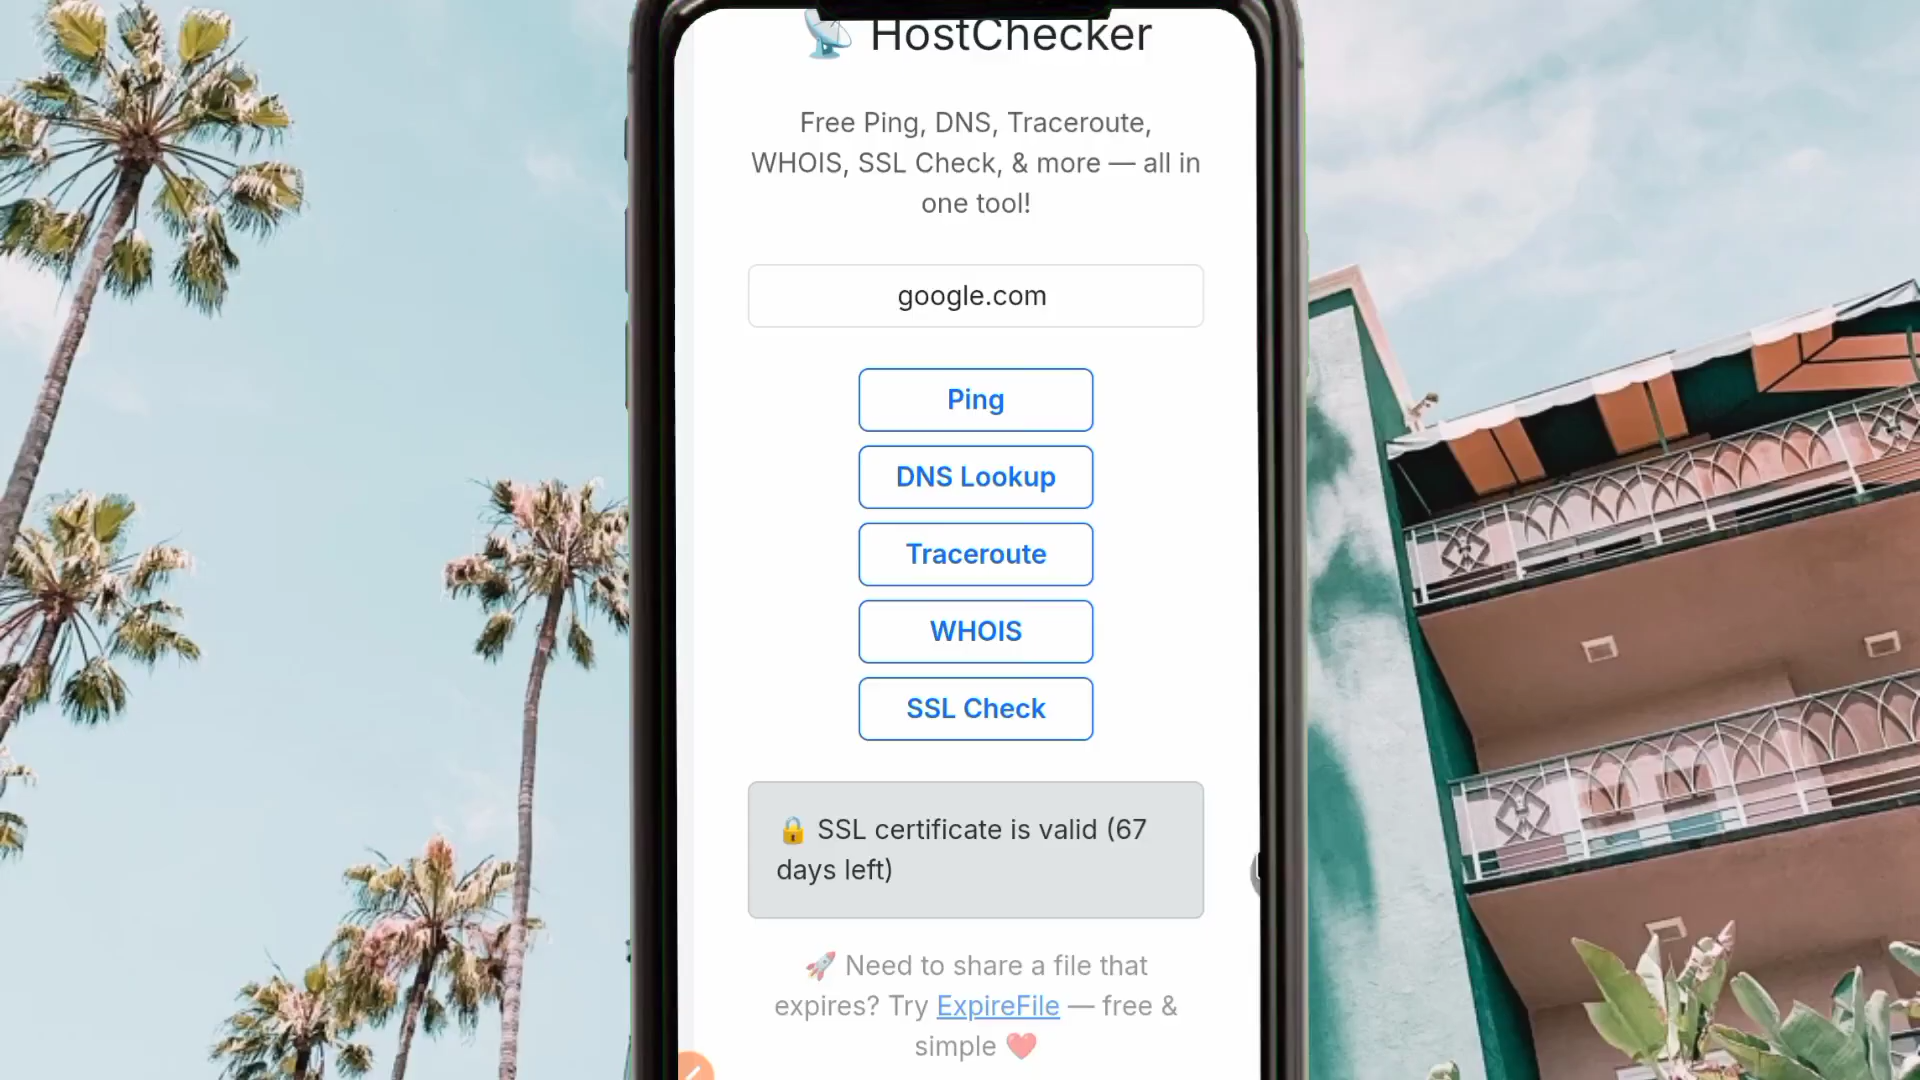 📡 HostChecker
Free Ping, DNS, Traceroute,
WHOIS, SSL Check, & more — all in
one tool!
google.com
Ping
DNS Lookup
Traceroute
WHOIS
SSL Check
🔒 SSL certificate is valid (67
days left)
🚀 Need to share a file that
expires? Try ExpireFile — free &
simple ❤️